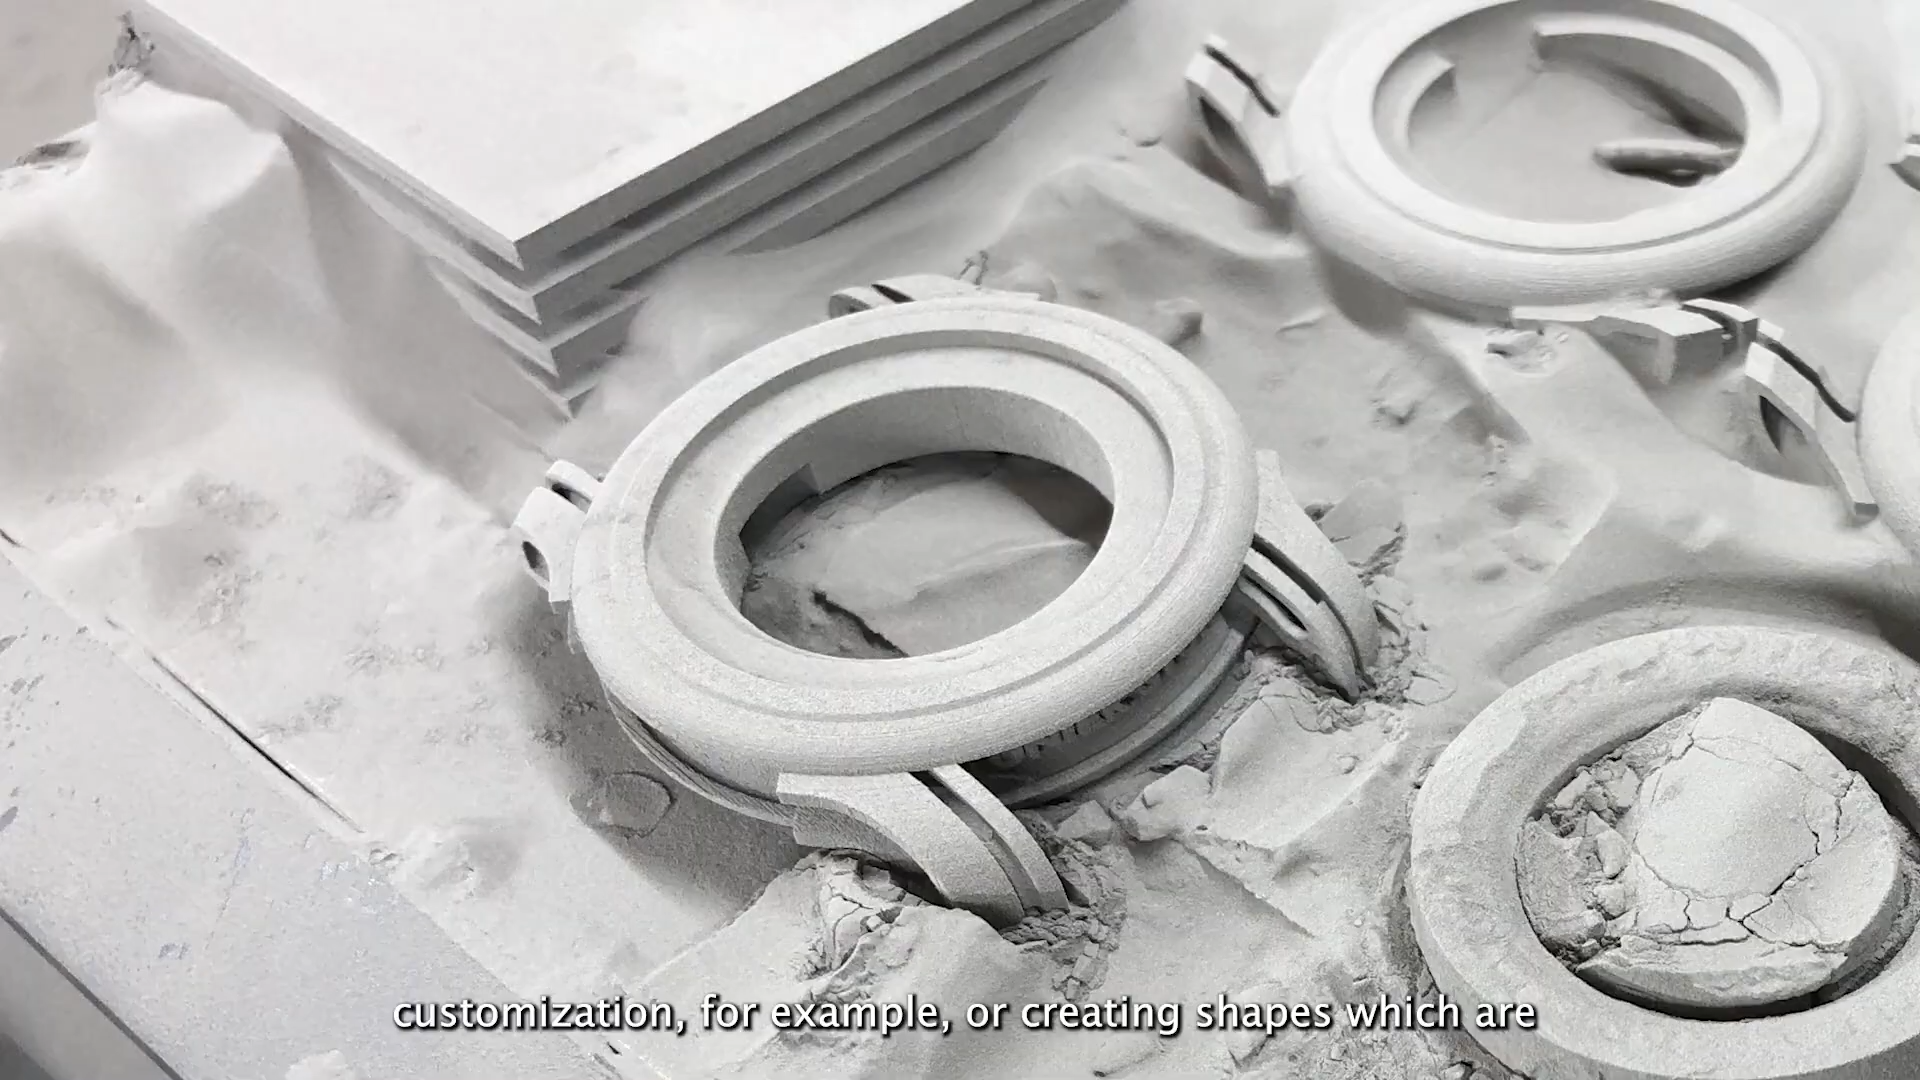 customization, for example, or creating shapes which are